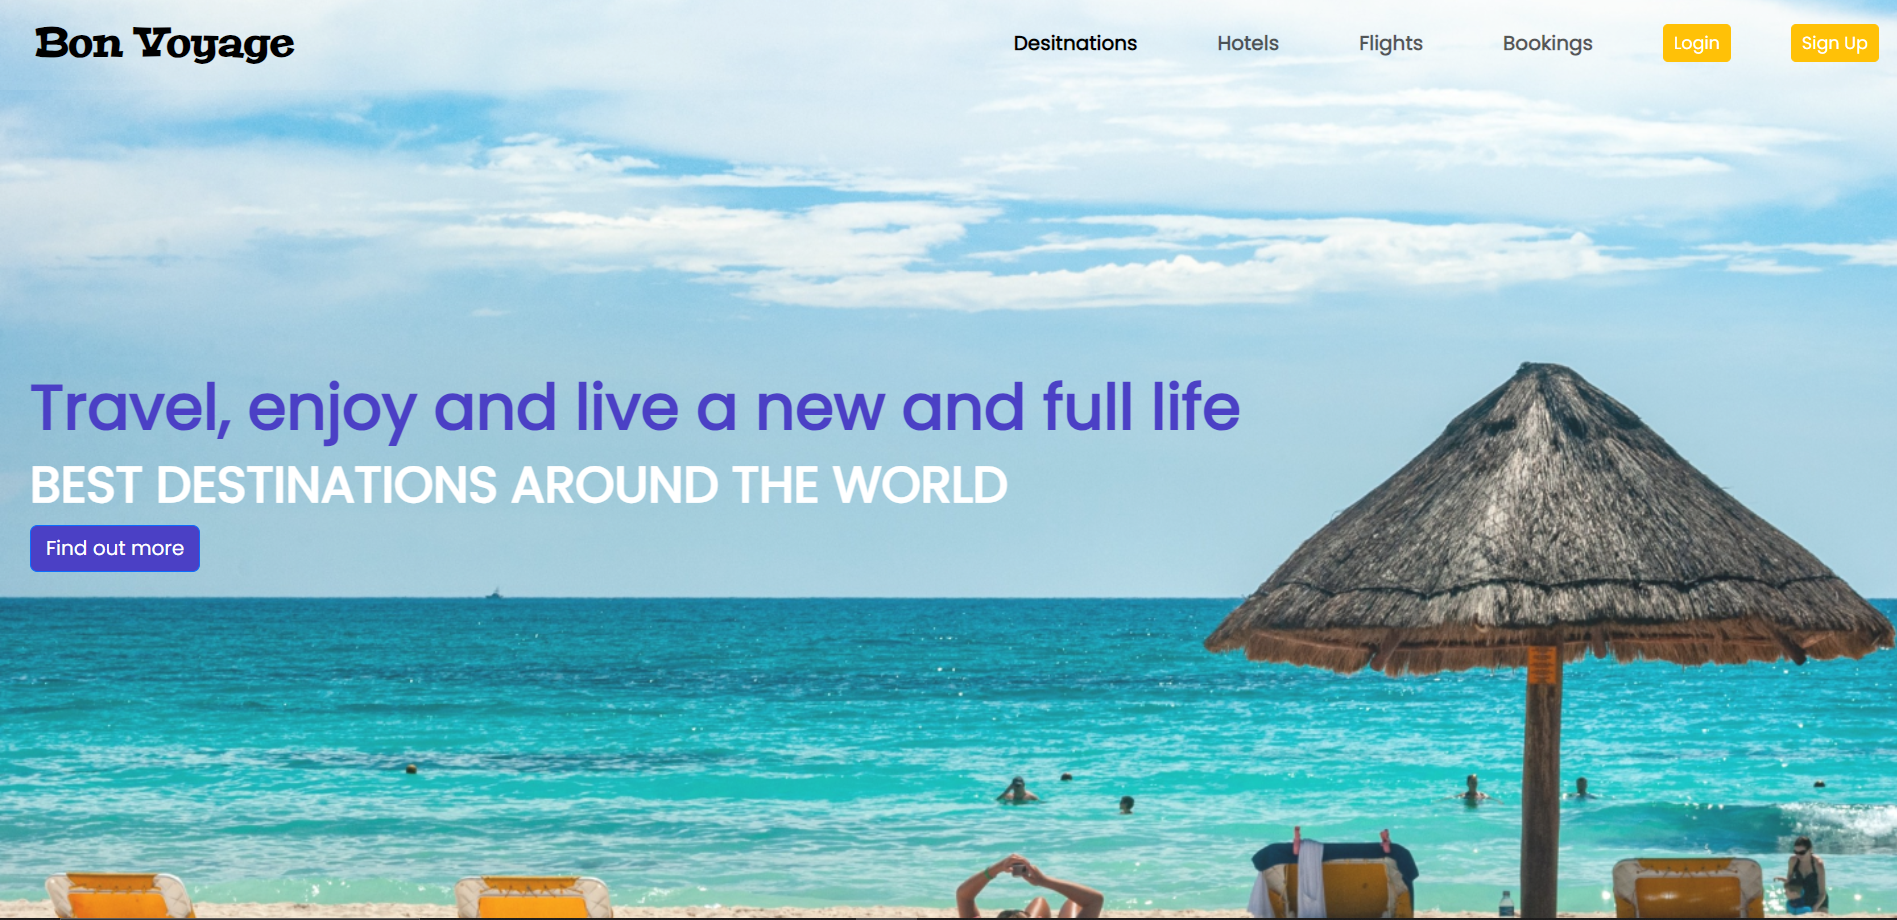 Bon Voyage
Desitnations
Hotels
Flights
Bookings
Login
Sign Up
Travel, enjoy and live a new and full life
BEST DESTINATIONS AROUND THE WORLD
Find out more